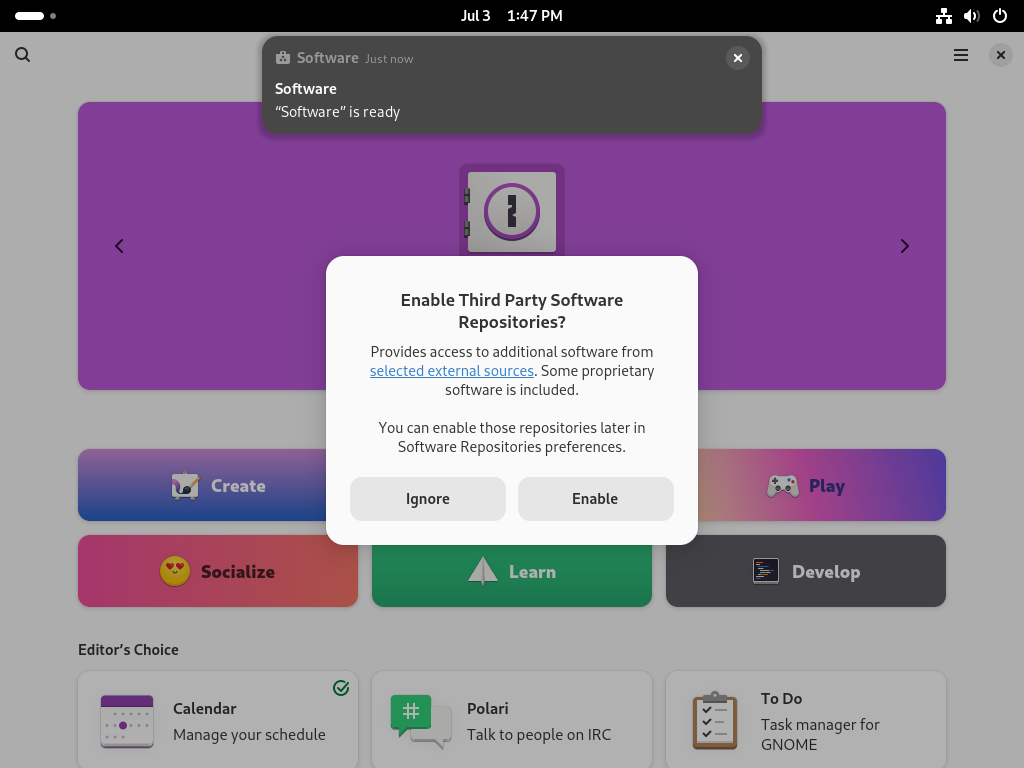 Jul 3 1:47 PM
Software Just now
Software
“Software” is ready
Enable Third Party Software
Repositories?
Provides access to additional software from
selected external sources. Some proprietary
software is included.
You can enable those repositories later in
Software Repositories preferences.
Ignore Enable
Create Play
Socialize Learn Develop
Editor’s Choice
Calendar
Manage your schedule
Polari
Talk to people on IRC
To Do
Task manager for
GNOME